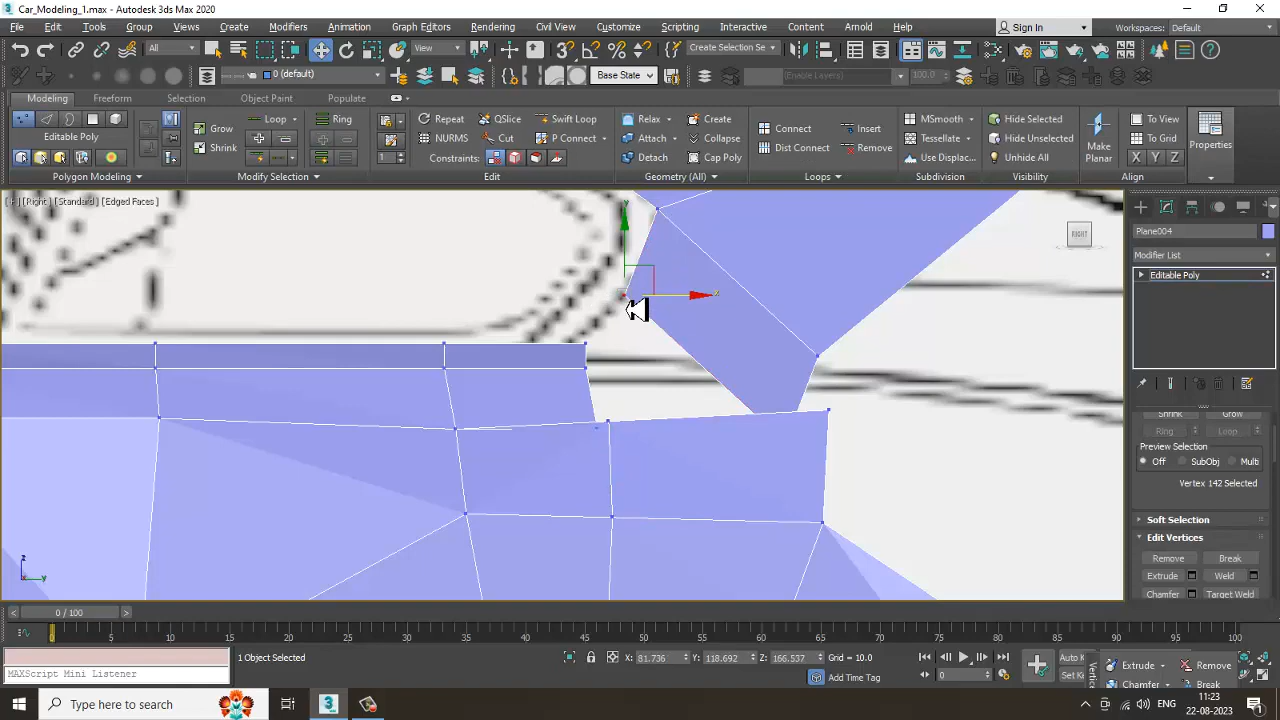 Car_Modeling_1.max - Autodesk 3ds Max 2020
File Edit Tools Group Views Create Modifiers Animation Graph Editors Rendering Civil View Customize Scripting Interactive Content Arnold Help Sign In Workspaces: Default
All View Create Selection Se
0 (default) Base State (Enable Layers) 100.0
Modeling Freeform Selection Object Paint Populate
Loop Ring Repeat QSlice Swift Loop Relax Create MSmooth Hide Selected To View
Grow Connect Insert
Editable Poly NURMS Cut P Connect Attach Collapse Tessellate Hide Unselected To Grid
Shrink Dist Connect Remove Make Planar Properties
1 Constraints: Detach Cap Poly Use Displac... Unhide All X Y Z
Polygon Modeling Modify Selection Edit Geometry (All) Loops Subdivision Visibility Align
[ + ] [Right ] [Standard ] [Edged Faces ]
RIGHT
y
x
z
y
Plane004
Modifier List
Editable Poly
Shrink Grow
Ring Loop
Preview Selection
Off SubObj Multi
Vertex 142 Selected
Soft Selection
Edit Vertices
Remove Break
Extrude Weld
Chamfer Target Weld
0 / 100
0 5 10 15 20 25 30 35 40 45 50 55 60 65 70 75 80 85 90 95 100
1 Object Selected X: 81.736 Y: 118.692 Z: 166.537 Grid = 10.0 Auto K Extrude Remove
MAXScript Mini Listener Add Time Tag 0 Set Ke Chamfer Break
Type here to search ENG 11:23
22-08-2023